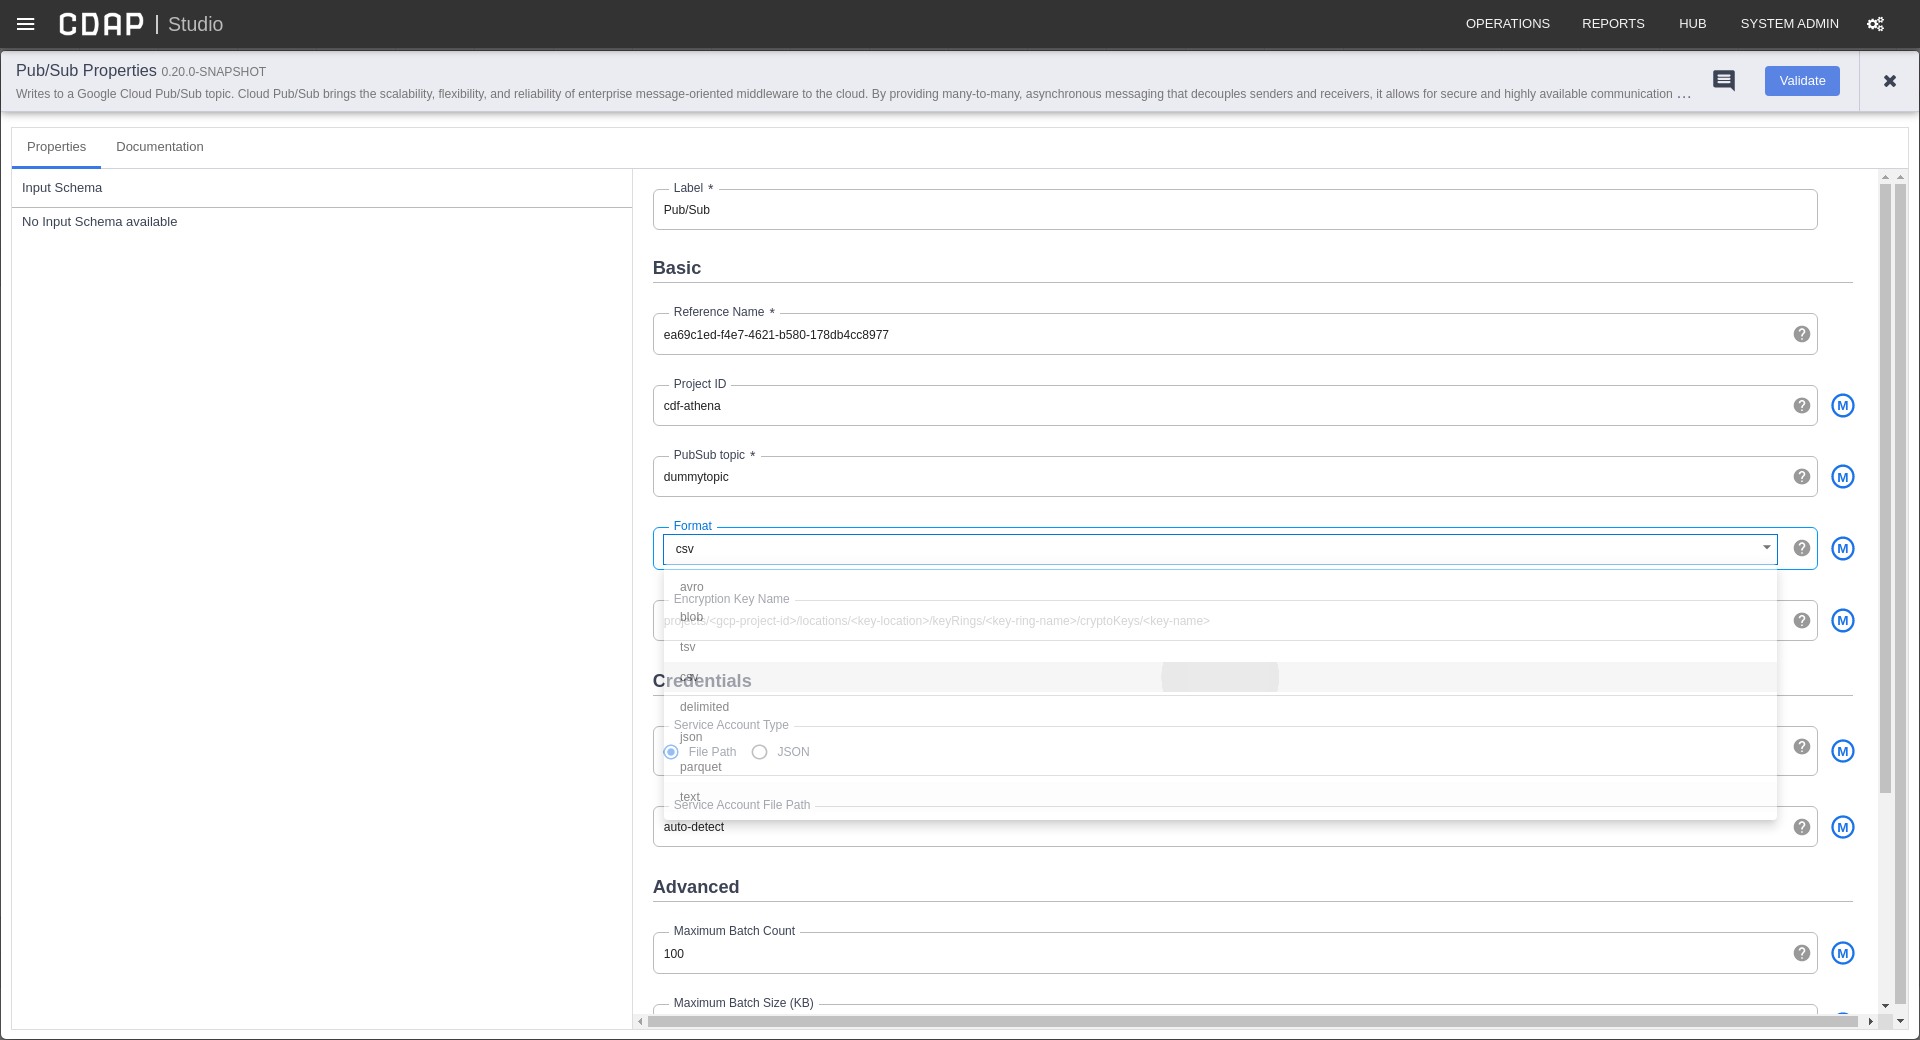 CDAP | Studio
OPERATIONS REPORTS HUB SYSTEM ADMIN
Pub/Sub Properties 0.20.0-SNAPSHOT
Writes to a Google Cloud Pub/Sub topic. Cloud Pub/Sub brings the scalability, flexibility, and reliability of enterprise message-oriented middleware to the cloud. By providing many-to-many, asynchronous messaging that decouples senders and receivers, it allows for secure and highly available communication ...
Validate
Properties Documentation
Input Schema
No Input Schema available
Label *
Pub/Sub
Basic
Reference Name *
ea69c1ed-f4e7-4621-b580-178db4cc8977
Project ID
cdf-athena
M
PubSub topic *
dummytopic
M
Format
csv
M
avro
Encryption Key Name
blob
projects/<gcp-project-id>/locations/<key-location>/keyRings/<key-ring-name>/cryptoKeys/<key-name>
M
tsv
csv
Credentials
delimited
Service Account Type
json
File Path JSON
M
parquet
text
Service Account File Path
auto-detect
M
Advanced
Maximum Batch Count
100
M
Maximum Batch Size (KB)